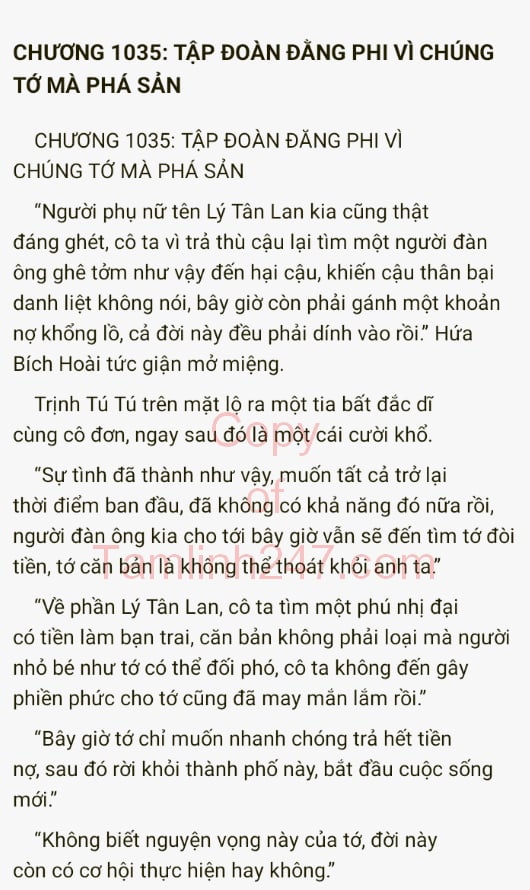 CHƯƠNG 1035: TẬP ĐOÀN ĐẰNG PHI VÌ CHÚNG
TỚ MÀ PHÁ SẢN
CHƯƠNG 1035: TẬP ĐOÀN ĐĂNG PHI VÌ
CHÚNG TỚ MÀ PHÁ SẢN
“Người phụ nữ tên Lý Tân Lan kia cũng thật
đáng ghét, cô ta vì trả thù cậu lại tìm một người đàn
ông ghê tởm như vậy đến hại cậu, khiến cậu thân bại
danh liệt không nói, bây giờ còn phải gánh một khoản
nợ khổng lồ, cả đời này đều phải dính vào rồi.” Hứa
Bích Hoài tức giận mở miệng.
Trịnh Tú Tú trên mặt lộ ra một tia bất đắc dĩ
cùng cô đơn, ngay sau đó là một cái cười khổ.
“Sự tình đã thành như vậy, muốn tất cả trở lại
thời điểm ban đầu, đã không có khả năng đó nữa rồi,
người đàn ông kia cho tới bây giờ vẫn sẽ đến tìm tớ đòi
tiền, tớ căn bản là không thể thoát khỏi anh ta.”
“Về phần Lý Tân Lan, cô ta tìm một phú nhị đại
có tiền làm bạn trai, căn bản không phải loại mà người
nhỏ bé như tớ có thể đối phó, cô ta không đến gây
phiền phức cho tớ cũng đã may mắn lắm rồi.”
“Bây giờ tớ chỉ muốn nhanh chóng trả hết tiền
nợ, sau đó rời khỏi thành phố này, bắt đầu cuộc sống
mới.”
“Không biết nguyện vọng này của tớ, đời này
còn có cơ hội thực hiện hay không.”
Copy
of
Tamlinh247.com